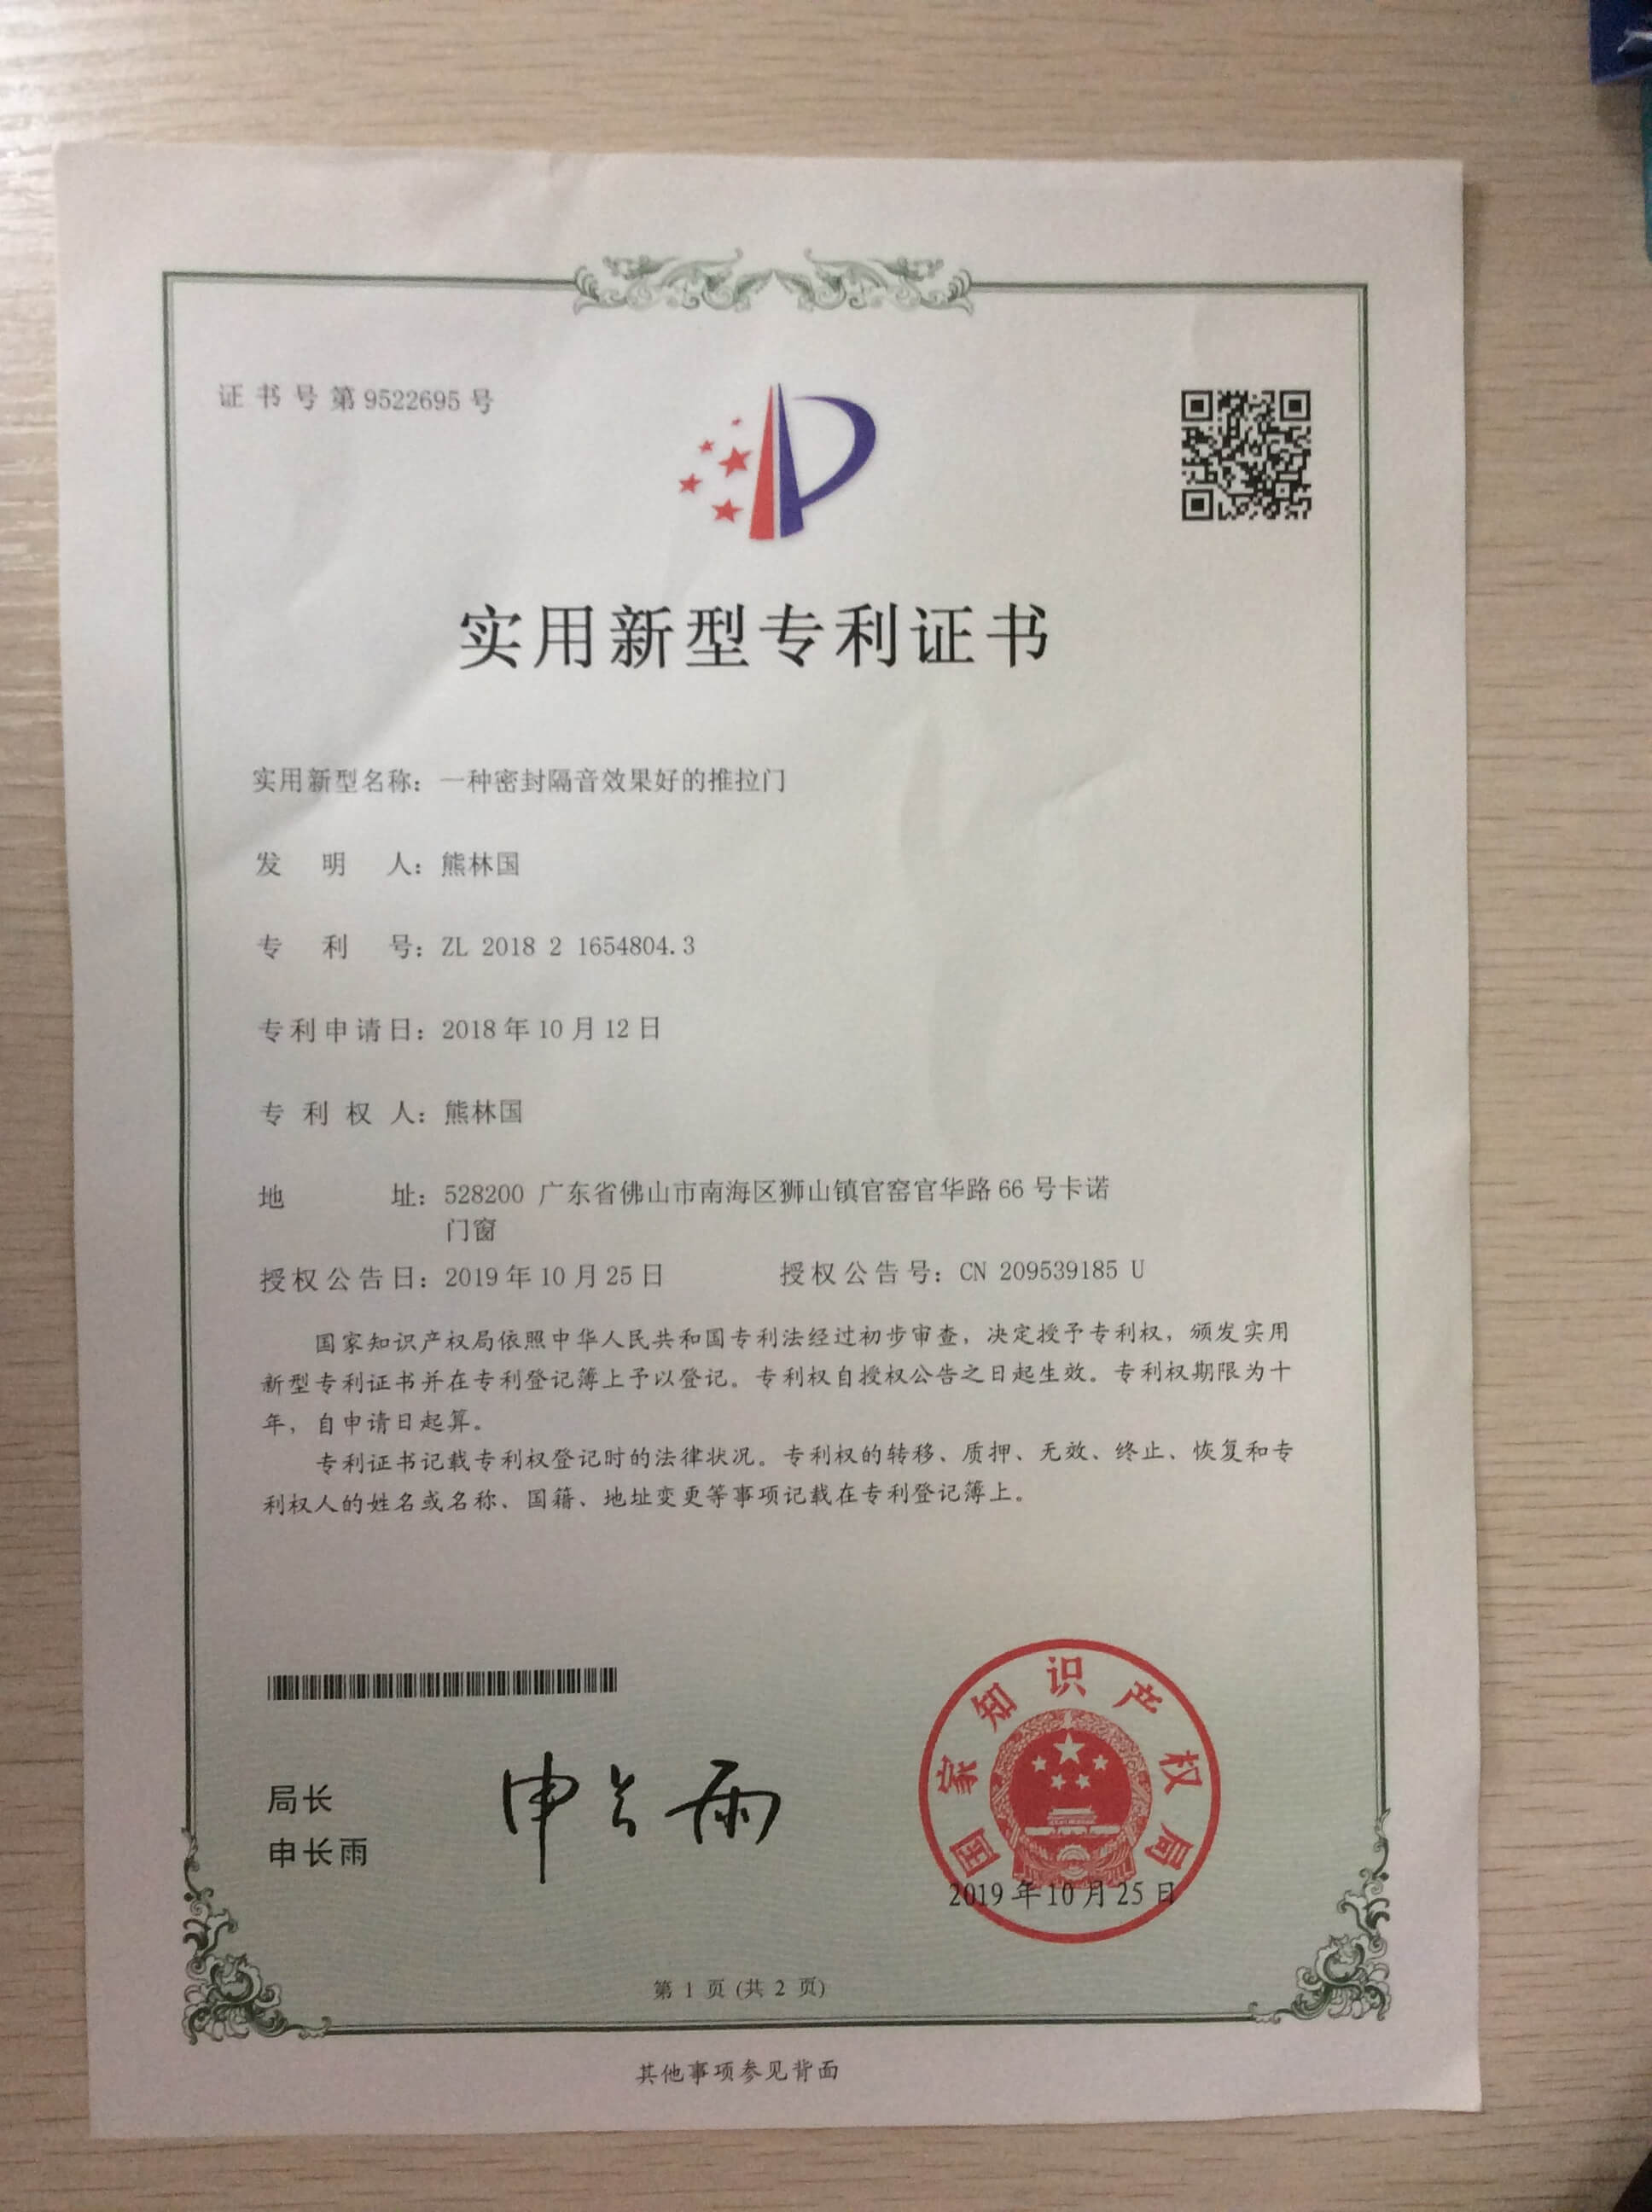 证书号第9522695号
实用新型专利证书
实用新型名称：一种密封隔音效果好的推拉门
发明人：熊林国
专利号：ZL 2018 2 1654804.3
专利申请日：2018年10月12日
专利权人：熊林国
地址：528200 广东省佛山市南海区狮山镇官窑官华路66号卡诺
门窗
授权公告日：2019年10月25日 授权公告号：CN 209539185 U
国家知识产权局依照中华人民共和国专利法经过初步审查，决定授予专利权，颁发实用
新型专利证书并在专利登记簿上予以登记。专利权自授权公告之日起生效。专利权期限为十
年，自申请日起算。
专利证书记载专利权登记时的法律状况。专利权的转移、质押、无效、终止、恢复和专
利权人的姓名或名称、国籍、地址变更等事项记载在专利登记簿上。
局长
申长雨
申长雨
国家知识产权局
2019年10月25日
第 1 页 (共 2 页)
其他事项参见背面